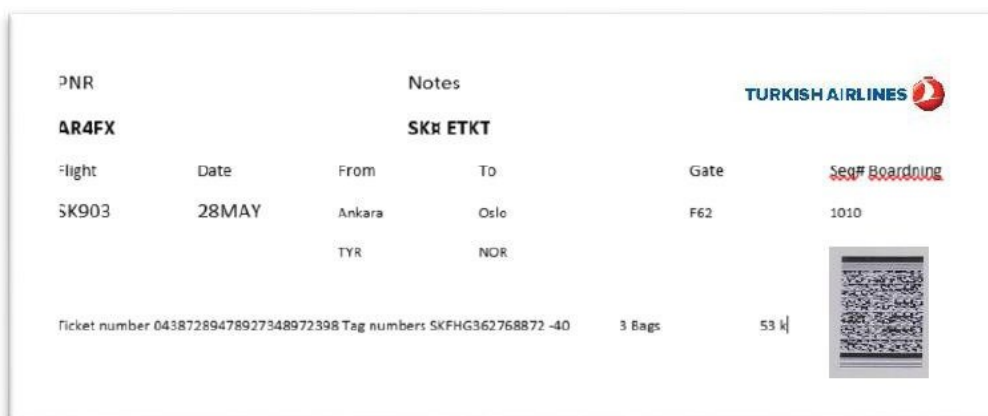 PNR Notes TURKISH AIRLINES
AR4FX SK¤ ETKT
Flight Date From To Gate Seq# Boardning
SK903 28MAY Ankara Oslo F62 1010
TYR NOR
Ticket number 04387289478927348972398 Tag numbers SKFHG362768872 -40 3 Bags 53 k